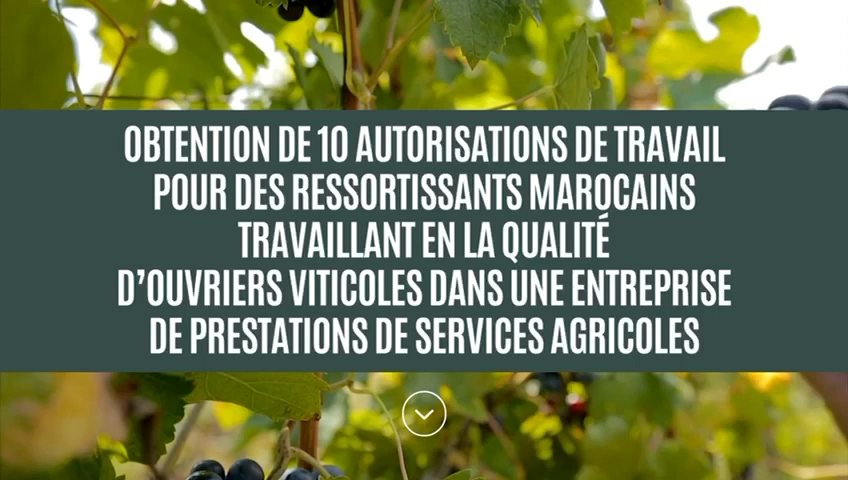 OBTENTION DE 10 AUTORISATIONS DE TRAVAIL
POUR DES RESSORTISSANTS MAROCAINS
TRAVAILLANT EN LA QUALITÉ
D’OUVRIERS VITICOLES DANS UNE ENTREPRISE
DE PRESTATIONS DE SERVICES AGRICOLES